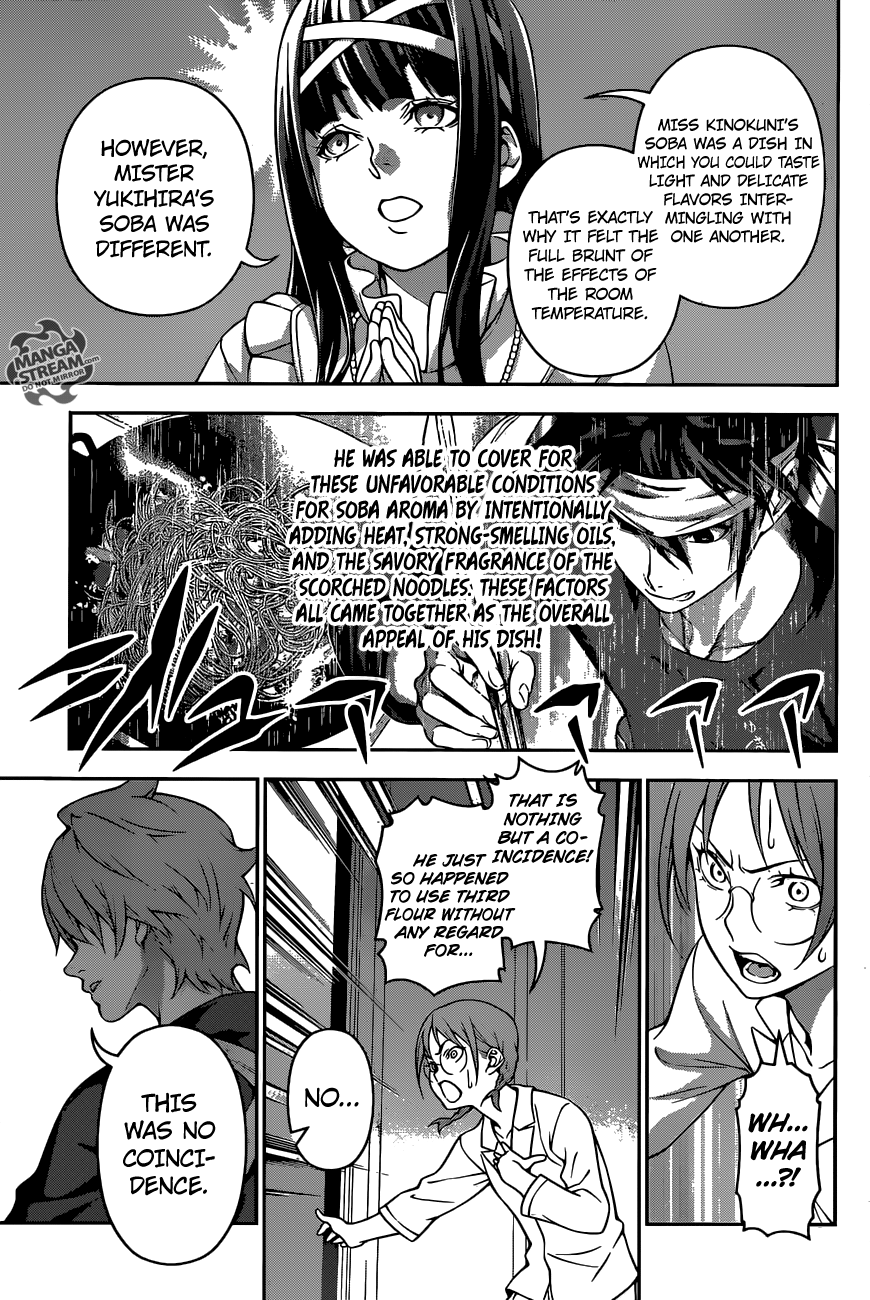 MISS KINOKUNI'S
SOBA WAS A DISH IN
WHICH YOU COULD TASTE
LIGHT AND DELICATE
FLAVORS INTER-
MINGLING WITH
ONE ANOTHER.
THAT'S EXACTLY
WHY IT FELT THE
FULL BRUNT OF
THE EFFECTS OF
THE ROOM
TEMPERATURE.
HOWEVER,
MISTER
YUKIHIRA'S
SOBA WAS
DIFFERENT.
MANGA
STREAM.com
DO NOT MIRROR
HE WAS ABLE TO COVER FOR
THESE UNFAVORABLE CONDITIONS
FOR SOBA AROMA BY INTENTIONALLY
ADDING HEAT, STRONG-SMELLING OILS,
AND THE SAVORY FRAGRANCE OF THE
SCORCHED NOODLES. THESE FACTORS
ALL CAME TOGETHER AS THE OVERALL
APPEAL OF HIS DISH!
ジュッ
WH...
WHA
...?!
THAT IS
NOTHING
BUT A CO-
INCIDENCE!
HE JUST
SO HAPPENED
TO USE THIRD
FLOUR WITHOUT
ANY REGARD
FOR...
NO...
THIS
WAS NO
COINCI-
DENCE.